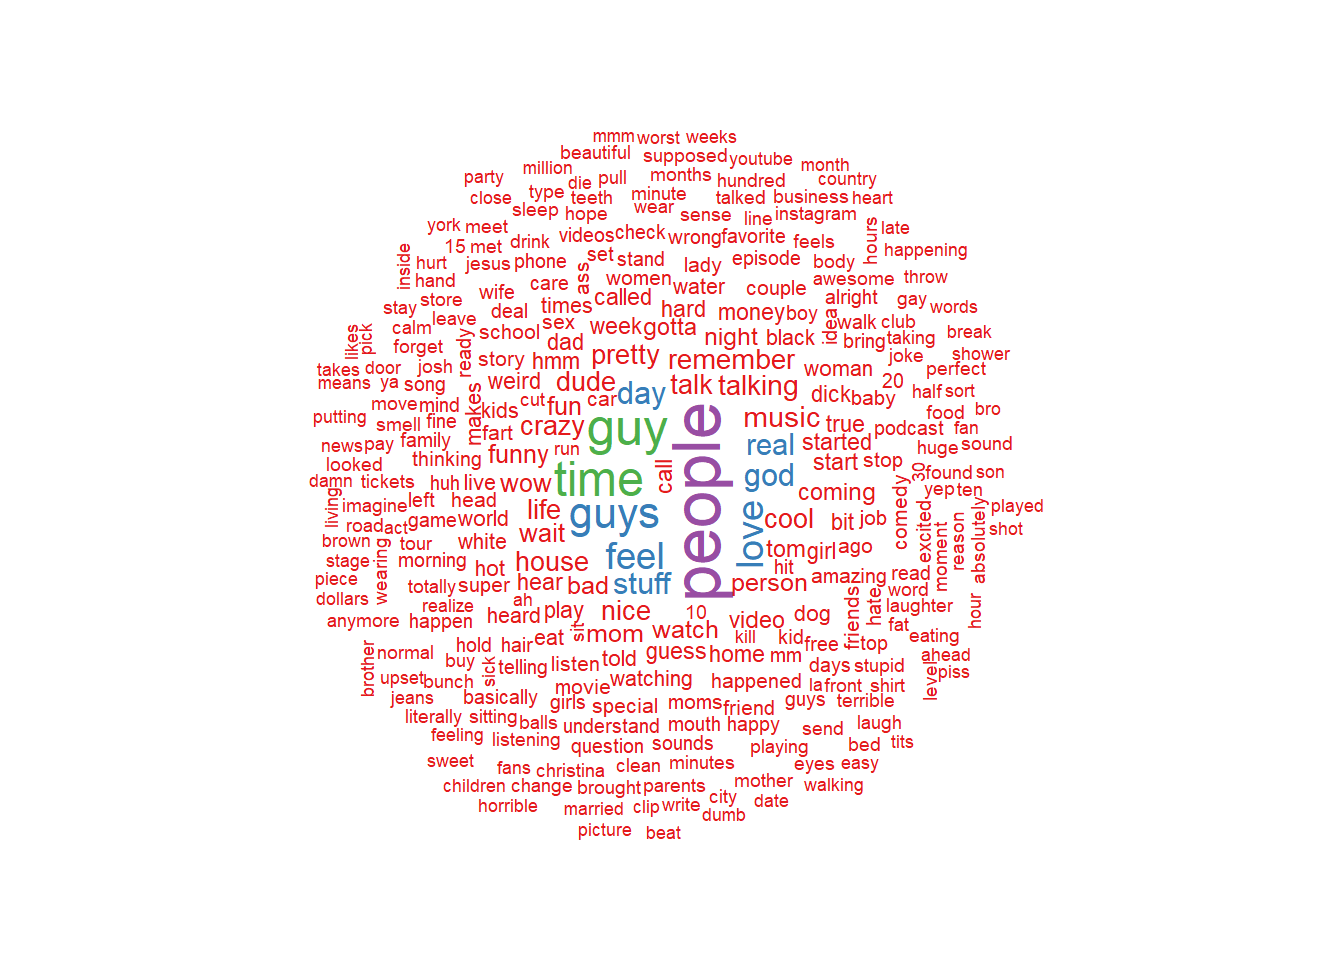 mmm worst weeks
beautiful supposed youtube month
party million die pull months hundred country
close type teeth minute talked business heart
sleep hope wear sense line instagram
york meet drink videos check wrong favorite feels hours late
15 met set stand lady episode body happening
inside hurt jesus phone ass women water couple awesome throw
hand wife care times called hard money boy alright gay words
stay store deal sex week gotta night black idea walk club
likes pick calm leave school dad bring taking break
forget ready story hmm pretty remember woman joke shower
takes door josh weird dude day talk talking 20 perfect
means ya song cut car dick baby half sort
putting move mind makes kids fun guy people music true podcast food bro
smell fine fart crazy fan
news pay family funny run real started huge sound
looked thinking time call god start stop 30 found son
damn tickets huh live wow coming yep ten
living imagine left head life guys love cool bit job comedy played
road act game world wait excited moment reason absolutely shot
brown tour white feel tom girl ago
stage wearing morning hot house hit
piece totally super hear bad stuff person amazing read
dollars realize ah play nice 10 video dog friends hate word laughter hour
anymore happen heard sit mom watch kill kid free top fat eating
brother normal hold hair eat guess home mm ahead
upset buy sick telling listen told days stupid level piss
bunch movie watching happened la front shirt
jeans basically girls special moms friend guys terrible
literally sitting balls understand mouth happy send laugh
feeling listening question sounds playing bed tits
sweet fans christina clean minutes eyes easy
children change brought parents mother walking
horrible married clip write city date
dumb
picture beat